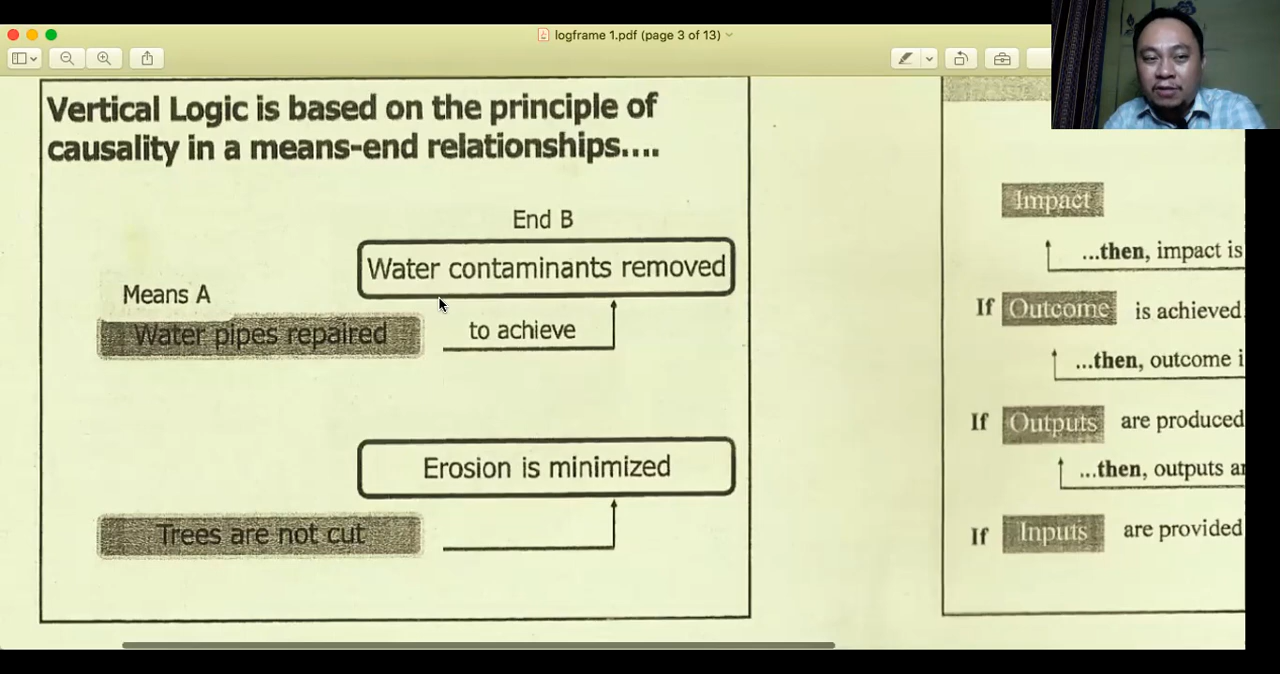 logframe 1.pdf (page 3 of 13)
Vertical Logic is based on the principle of
causality in a means-end relationships....
End B
Water contaminants removed
Means A
Water pipes repaired
to achieve
Erosion is minimized
Trees are not cut
Impact
...then, impact is
If Outcome is achieved
...then, outcome i
If Outputs are produced
...then, outputs ar
If Inputs are provided